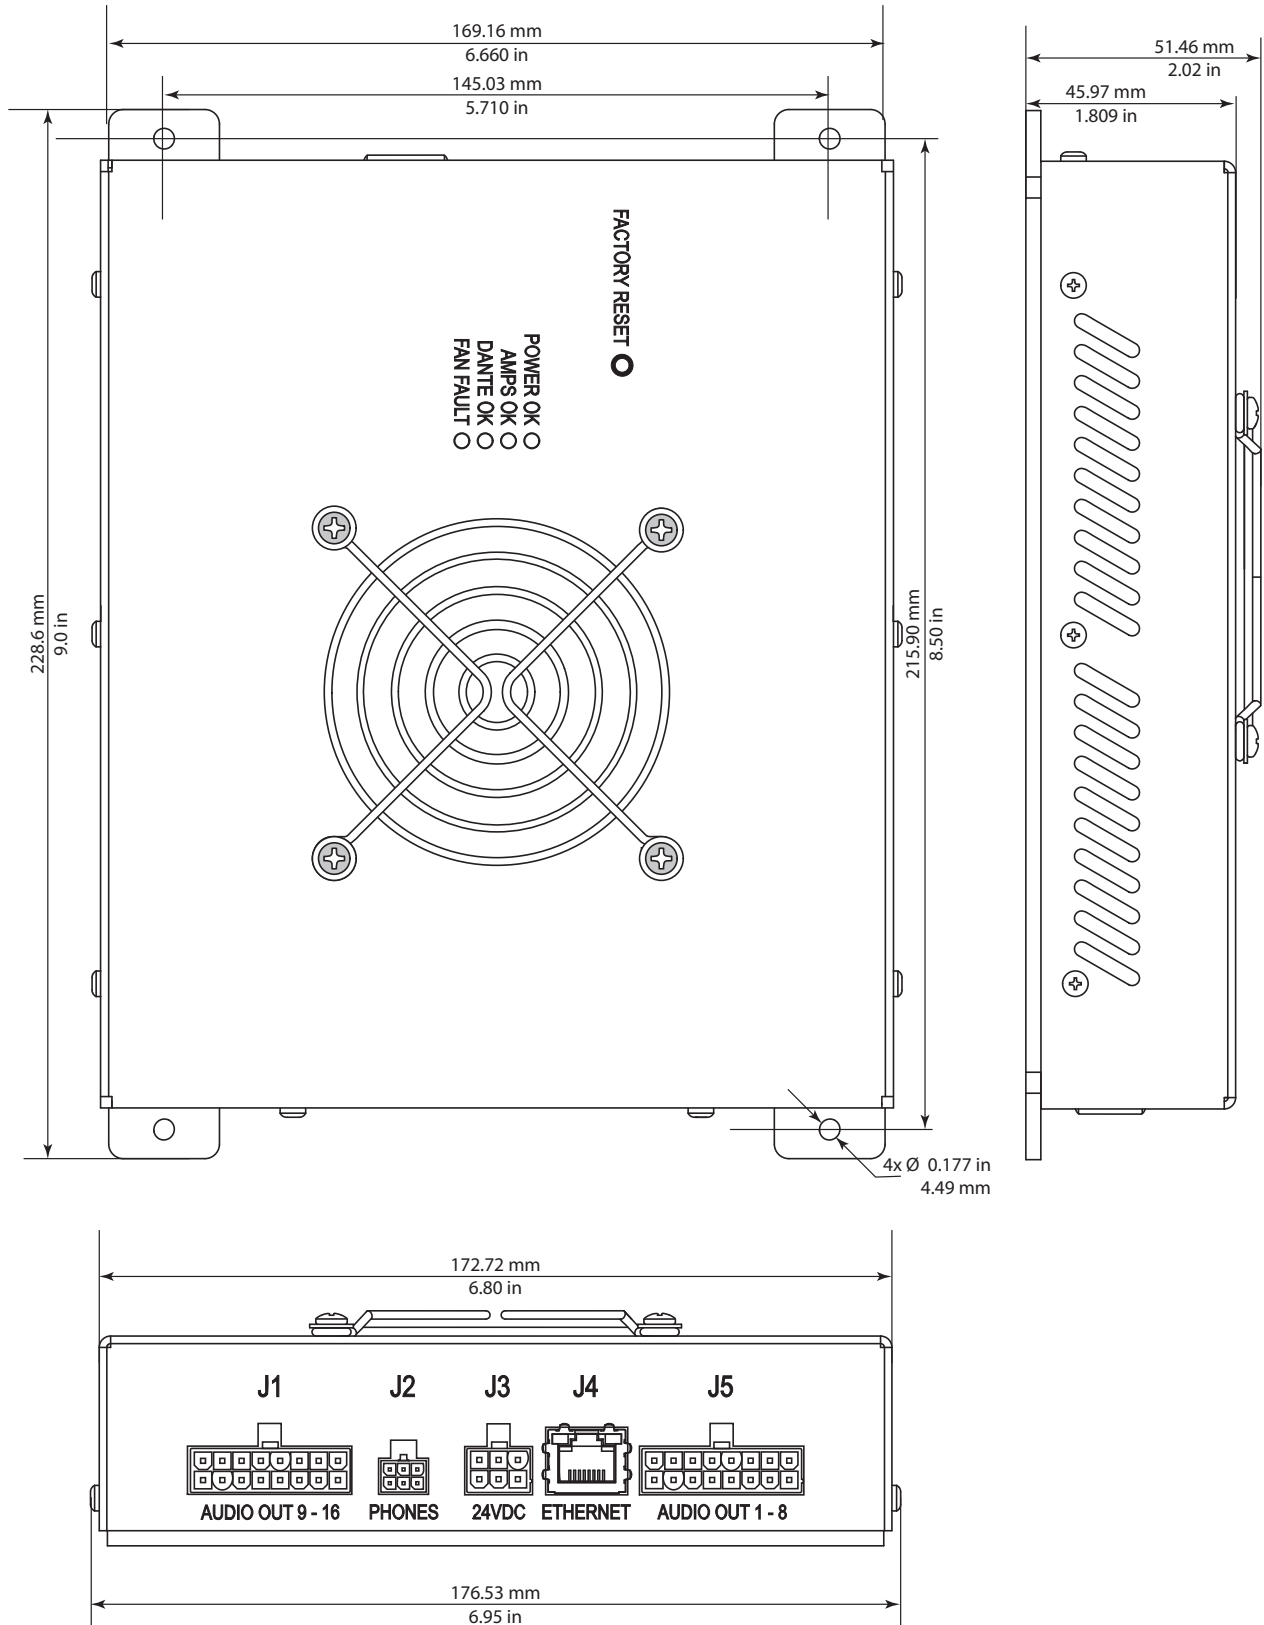 169.16 mm
6.660 in
145.03 mm
5.710 in
51.46 mm
2.02 in
45.97 mm
1.809 in
FACTORY RESET
POWER OK
AMPS OK
DANTE OK
FAN FAULT
228.6 mm
9.0 in
215.90 mm
8.50 in
4x Ø 0.177 in
4.49 mm
172.72 mm
6.80 in
J1 J2 J3 J4 J5
AUDIO OUT 9 - 16 PHONES 24VDC ETHERNET AUDIO OUT 1 - 8
176.53 mm
6.95 in